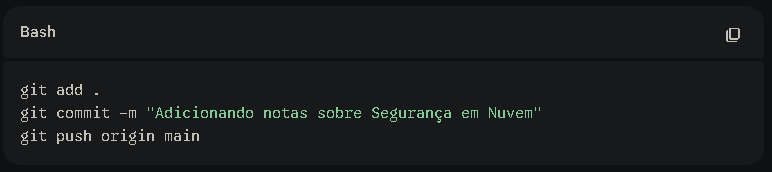 Bash
git add .
git commit -m "Adicionando notas sobre Segurança em Nuvem"
git push origin main